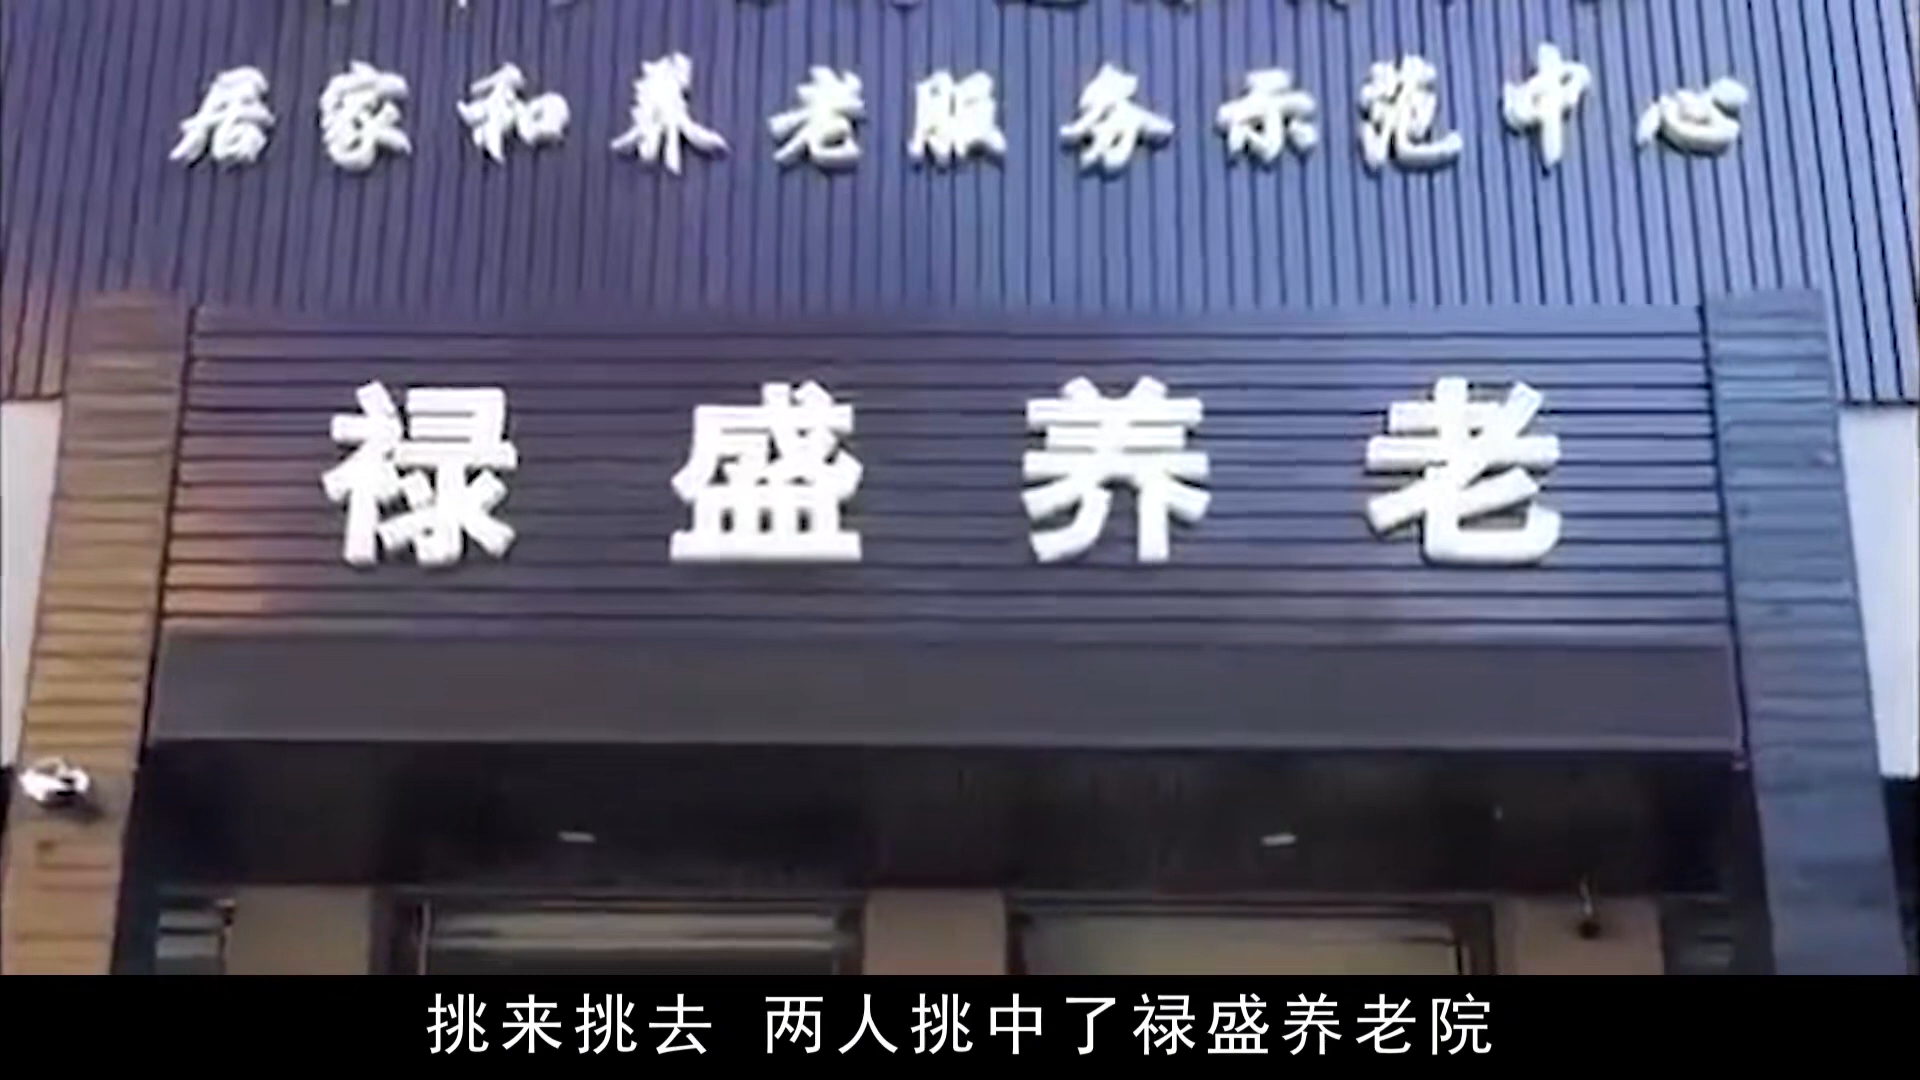 居家和养老服务示范中心
禄盛养老
挑来挑去 两人挑中了禄盛养老院